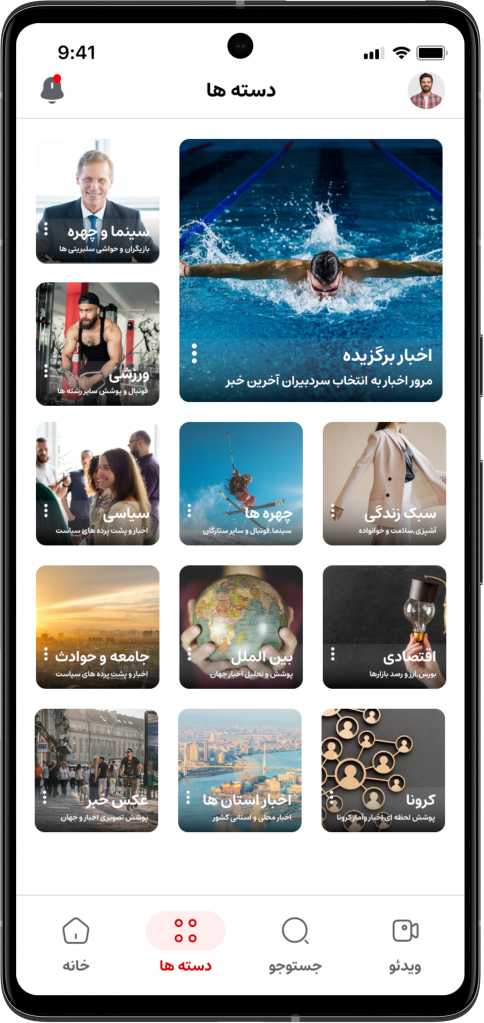 9:41
دسته ها
اخبار برگزیده
مرور اخبار به انتخاب سردبیران آخرین خبر
سینما و چهره
بازیگران و حواشی سلبریتی ها
ورزشی
فوتبال و پوشش سایر رشته ها
سبک زندگی
آشپزی،سلامت و خوانواده
چهره ها
سینما،فوتبال و سایر ستارگان
سیاسی
اخبار و پشت پرده های سیاست
اقتصادی
بورس،ارز و رصد بازارها
بین الملل
پوشش و تحلیل اخبار جهان
جامعه و حوادث
اخبار و پشت پرده های سیاست
کرونا
پوشش لحظه ای اخبار وآمار کرونا
اخبار استان ها
اخبار محلی و استانی کشور
عکس خبر
پوشش تصویری اخبار و جهان
ویدئو
جستوجو
دسته ها
خانه